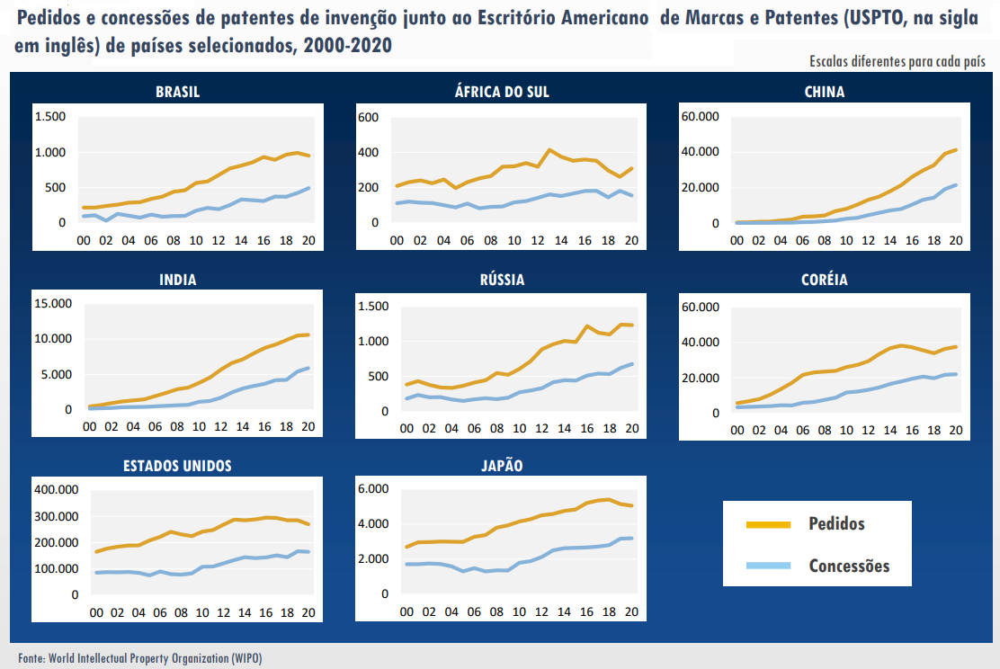 Pedidos e concessões de patentes de invenção junto ao Escritório Americano de Marcas e Patentes (USPTO, na sigla
em inglês) de países selecionados, 2000-2020
Escalas diferentes para cada país
BRASIL
1.500
1.000
500
0
00 02 04 06 08 10 12 14 16 18 20
ÁFRICA DO SUL
600
400
200
0
00 02 04 06 08 10 12 14 16 18 20
CHINA
60.000
40.000
20.000
0
00 02 04 06 08 10 12 14 16 18 20
INDIA
15.000
10.000
5.000
0
00 02 04 06 08 10 12 14 16 18 20
RÚSSIA
1.500
1.000
500
0
00 02 04 06 08 10 12 14 16 18 20
CORÉIA
60.000
40.000
20.000
0
00 02 04 06 08 10 12 14 16 18 20
ESTADOS UNIDOS
400.000
300.000
200.000
100.000
0
00 02 04 06 08 10 12 14 16 18 20
JAPÃO
6.000
4.000
2.000
0
00 02 04 06 08 10 12 14 16 18 20
Pedidos
Concessões
Fonte: World Intellectual Property Organization (WIPO)